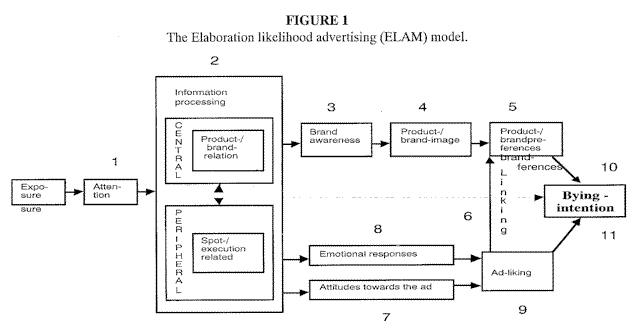 FIGURE 1
The Elaboration likelihood advertising (ELAM) model.
2
Information
processing
CENTRAL
Product-/
brand-
relation
PERIPHERAL
Spot-/
execution
related
1
Expo-
sure
sure
Atten-
tion
3
Brand
awareness
4
Product-/
brand-image
5
Product-/
brandpre-
ferences
brand-
ferences
Linking
6
10
Bying -
intention
11
8
Emotional responses
Attitudes towards the ad
7
Ad-liking
9